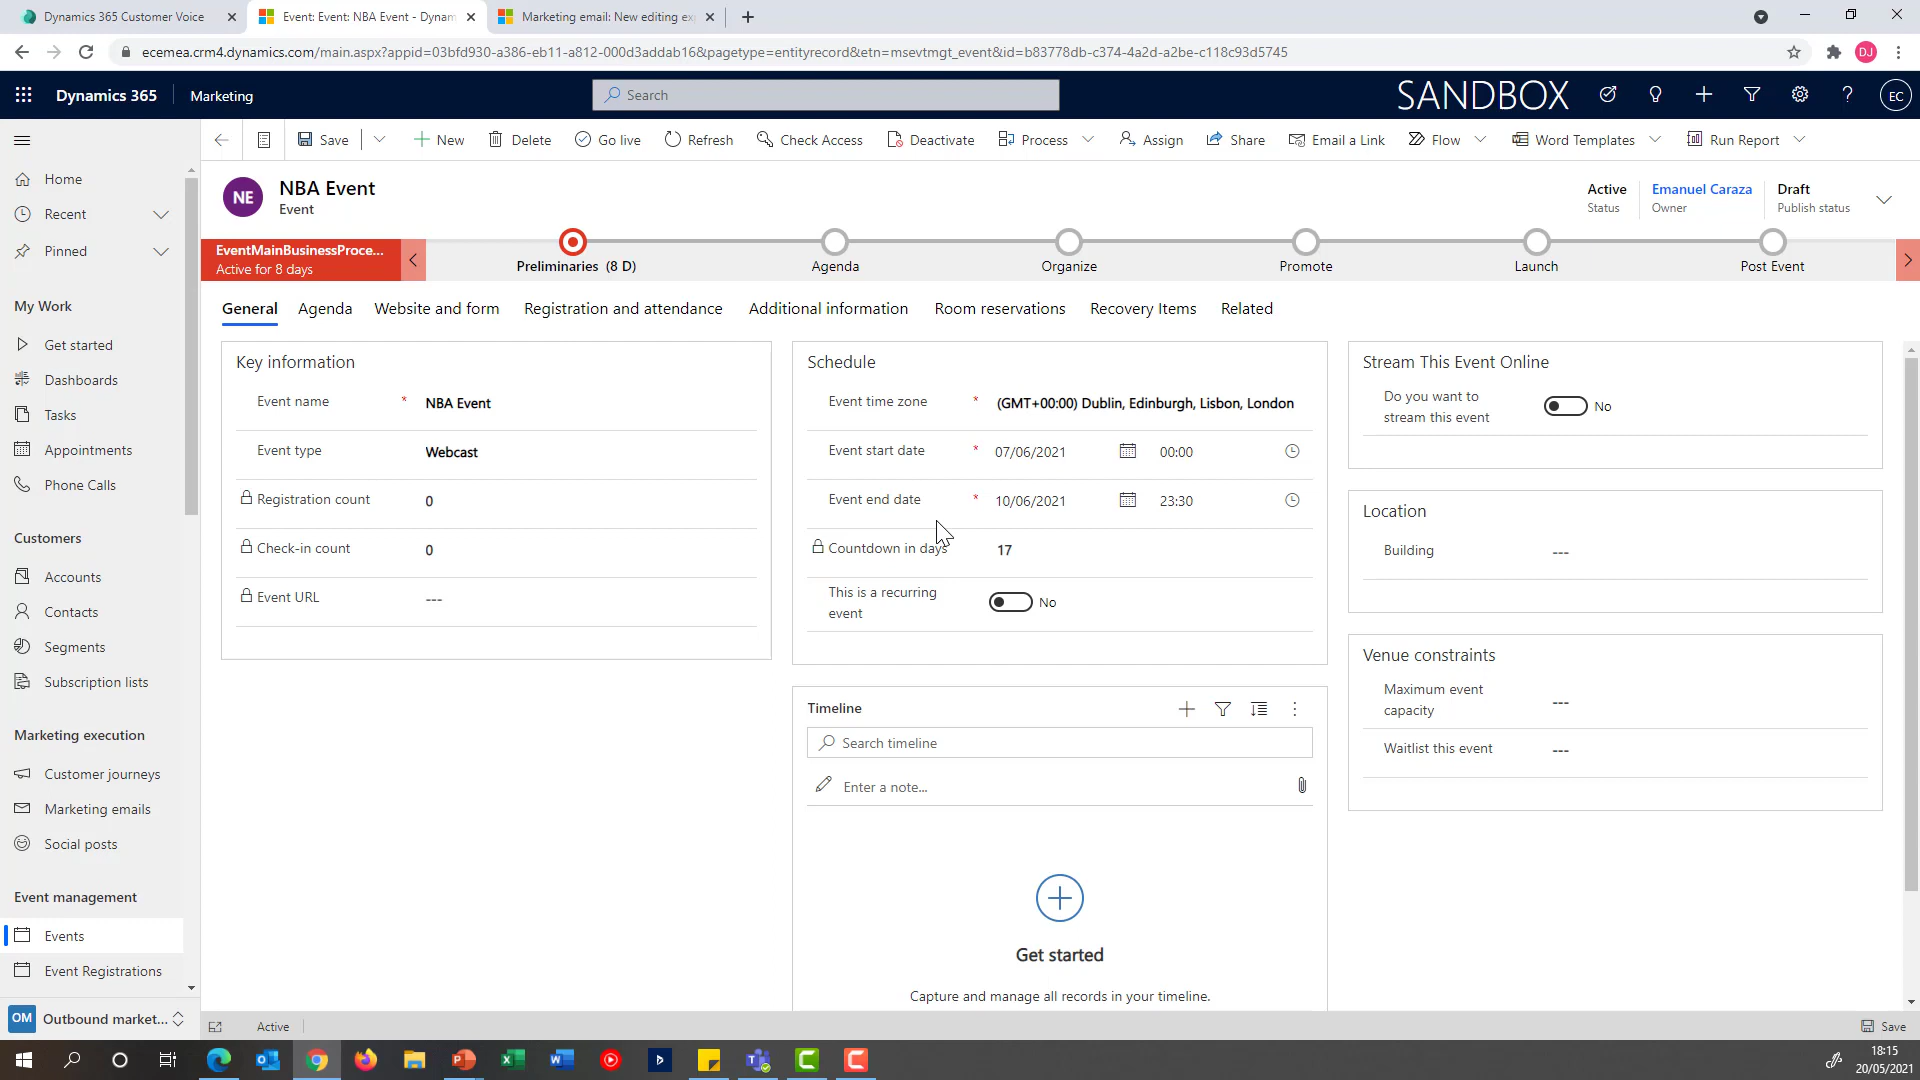 Dynamics 365 Customer Voice
Event: Event: NBA Event - Dynam
Marketing email: New editing ex
ecemea.crm4.dynamics.com/main.aspx?appid=03bfd930-a386-eb11-a812-000d3addab16&pagetype=entityrecord&etn=msevtmgt_event&id=b83778db-c374-4a2d-a2be-c118c93d5745
DJ
Dynamics 365
Marketing
Search
SANDBOX
EC
Save
New
Delete
Go live
Refresh
Check Access
Deactivate
Process
Assign
Share
Email a Link
Flow
Word Templates
Run Report
Home
Recent
Pinned
My Work
Get started
Dashboards
Tasks
Appointments
Phone Calls
Customers
Accounts
Contacts
Segments
Subscription lists
Marketing execution
Customer journeys
Marketing emails
Social posts
Event management
Events
Event Registrations
OM
Outbound market...
NE
NBA Event
Event
Active
Status
Emanuel Caraza
Owner
Draft
Publish status
EventMainBusinessProce...
Active for 8 days
Preliminaries (8 D)
Agenda
Organize
Promote
Launch
Post Event
General
Agenda
Website and form
Registration and attendance
Additional information
Room reservations
Recovery Items
Related
Key information
Event name * NBA Event
Event type Webcast
Registration count 0
Check-in count 0
Event URL ---
Schedule
Event time zone * (GMT+00:00) Dublin, Edinburgh, Lisbon, London
Event start date * 07/06/2021 00:00
Event end date * 10/06/2021 23:30
Countdown in days 17
This is a recurring
event
No
Timeline
Search timeline
Enter a note...
Get started
Capture and manage all records in your timeline.
Stream This Event Online
Do you want to
stream this event
No
Location
Building ---
Venue constraints
Maximum event
capacity
---
Waitlist this event ---
Active
Save
18:15
20/05/2021